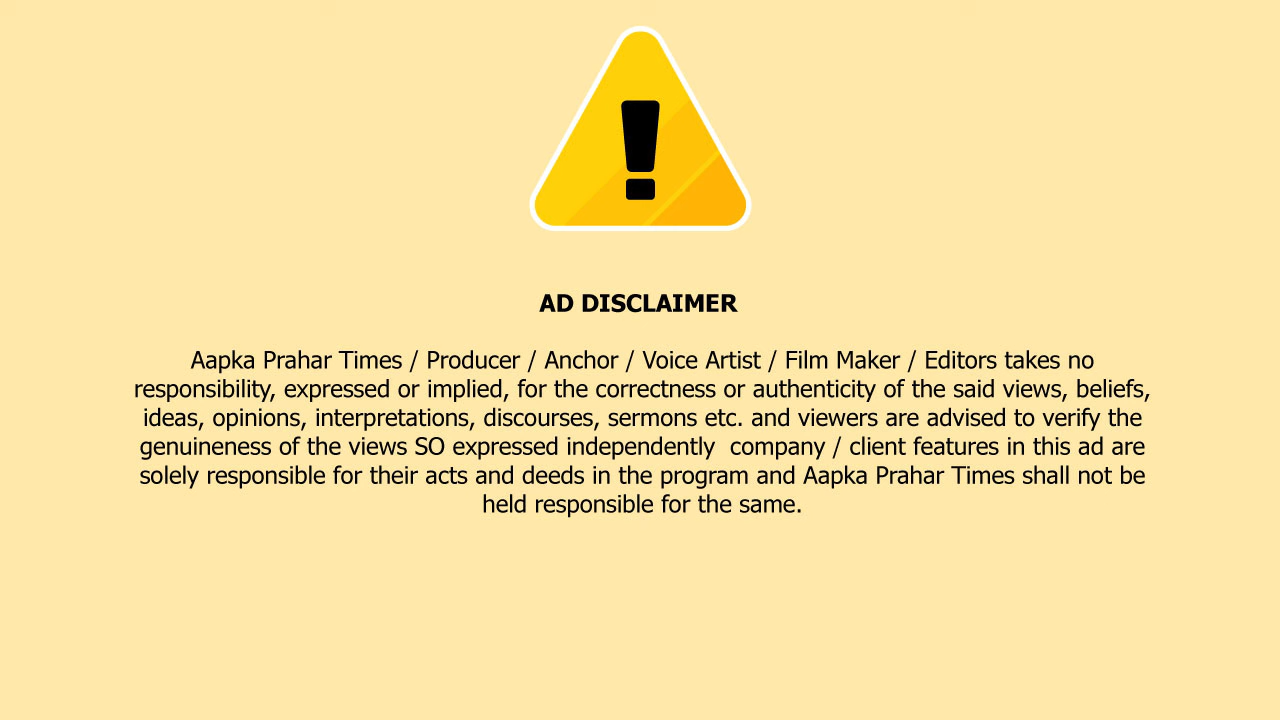 AD DISCLAIMER
Aapka Prahar Times / Producer / Anchor / Voice Artist / Film Maker / Editors takes no
responsibility, expressed or implied, for the correctness or authenticity of the said views, beliefs,
ideas, opinions, interpretations, discourses, sermons etc. and viewers are advised to verify the
genuineness of the views SO expressed independently  company / client features in this ad are
solely responsible for their acts and deeds in the program and Aapka Prahar Times shall not be
held responsible for the same.